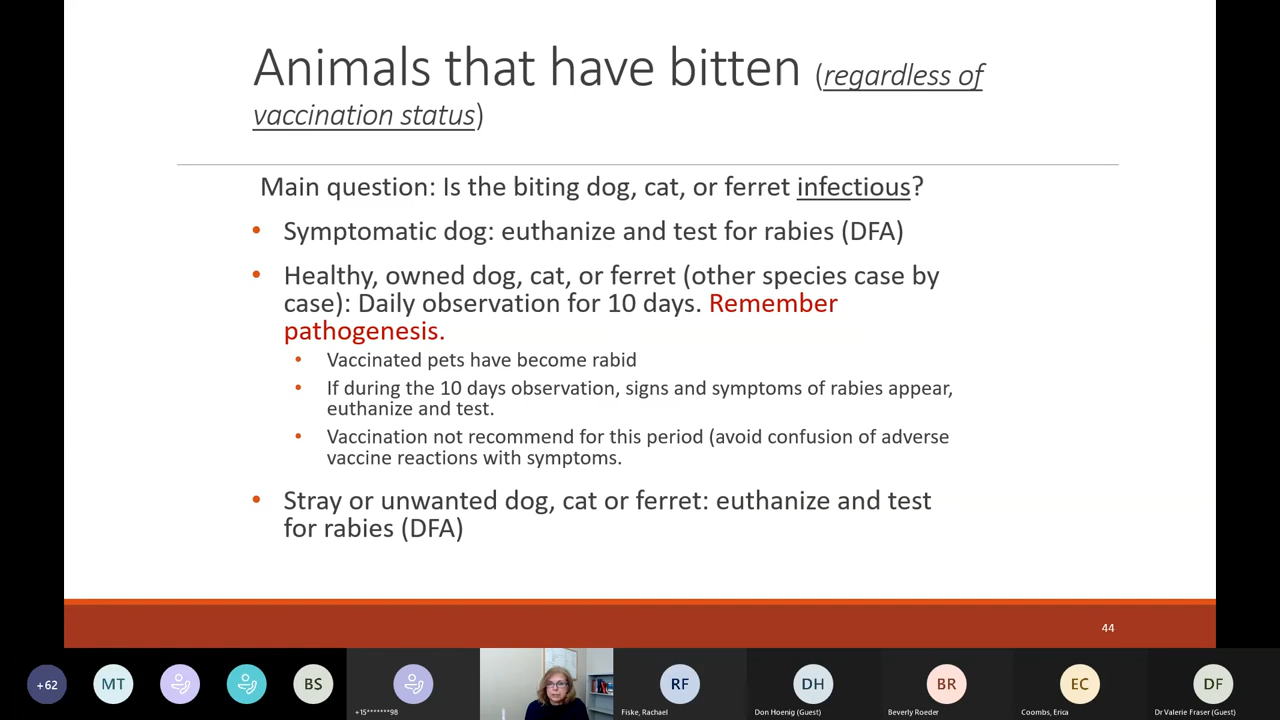 Animals that have bitten (regardless of
vaccination status)
Main question: Is the biting dog, cat, or ferret infectious?
• Symptomatic dog: euthanize and test for rabies (DFA)
• Healthy, owned dog, cat, or ferret (other species case by
case): Daily observation for 10 days. Remember
pathogenesis.
• Vaccinated pets have become rabid
• If during the 10 days observation, signs and symptoms of rabies appear,
euthanize and test.
• Vaccination not recommend for this period (avoid confusion of adverse
vaccine reactions with symptoms.
• Stray or unwanted dog, cat or ferret: euthanize and test
for rabies (DFA)
44
+62
MT
BS
+15*******98
RF
Fiske, Rachael
DH
Don Hoenig (Guest)
BR
Beverly Roeder
EC
Coombs, Erica
DF
Dr Valerie Fraser (Guest)